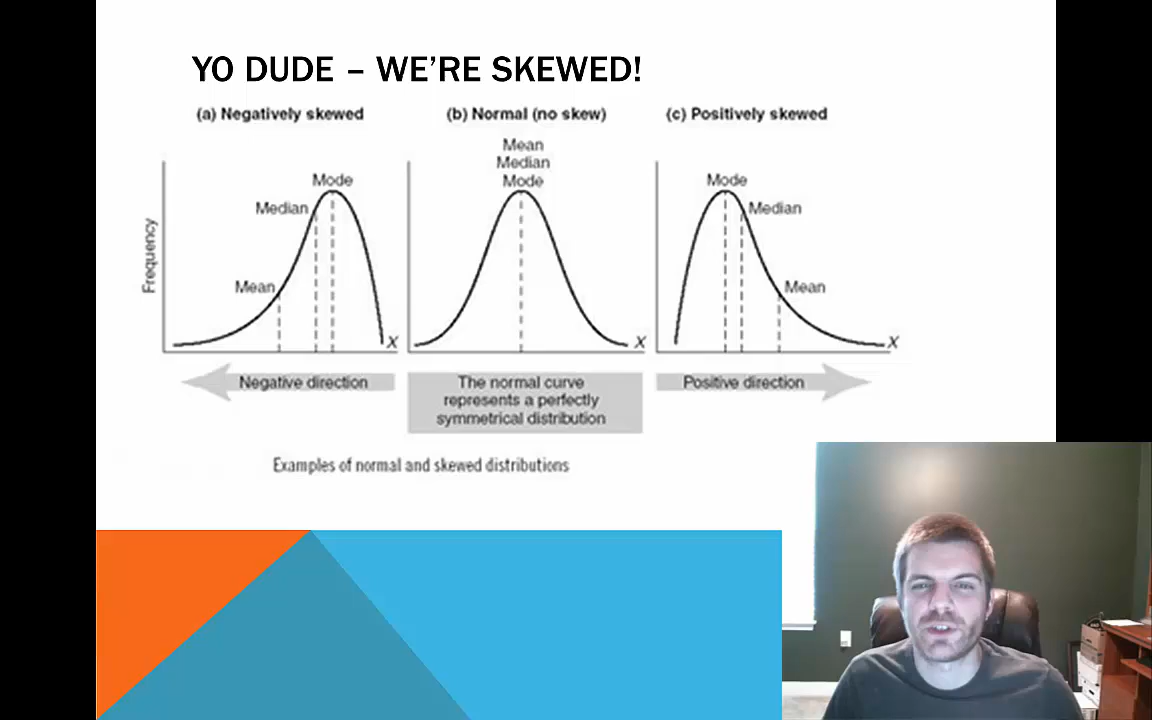 YO DUDE – WE'RE SKEWED!
(a) Negatively skewed
(b) Normal (no skew)
(c) Positively skewed
Frequency
Mode
Median
Mean
X
Mean
Median
Mode
X
Mode
Median
Mean
X
Negative direction
The normal curve
represents a perfectly
symmetrical distribution
Positive direction
Examples of normal and skewed distributions